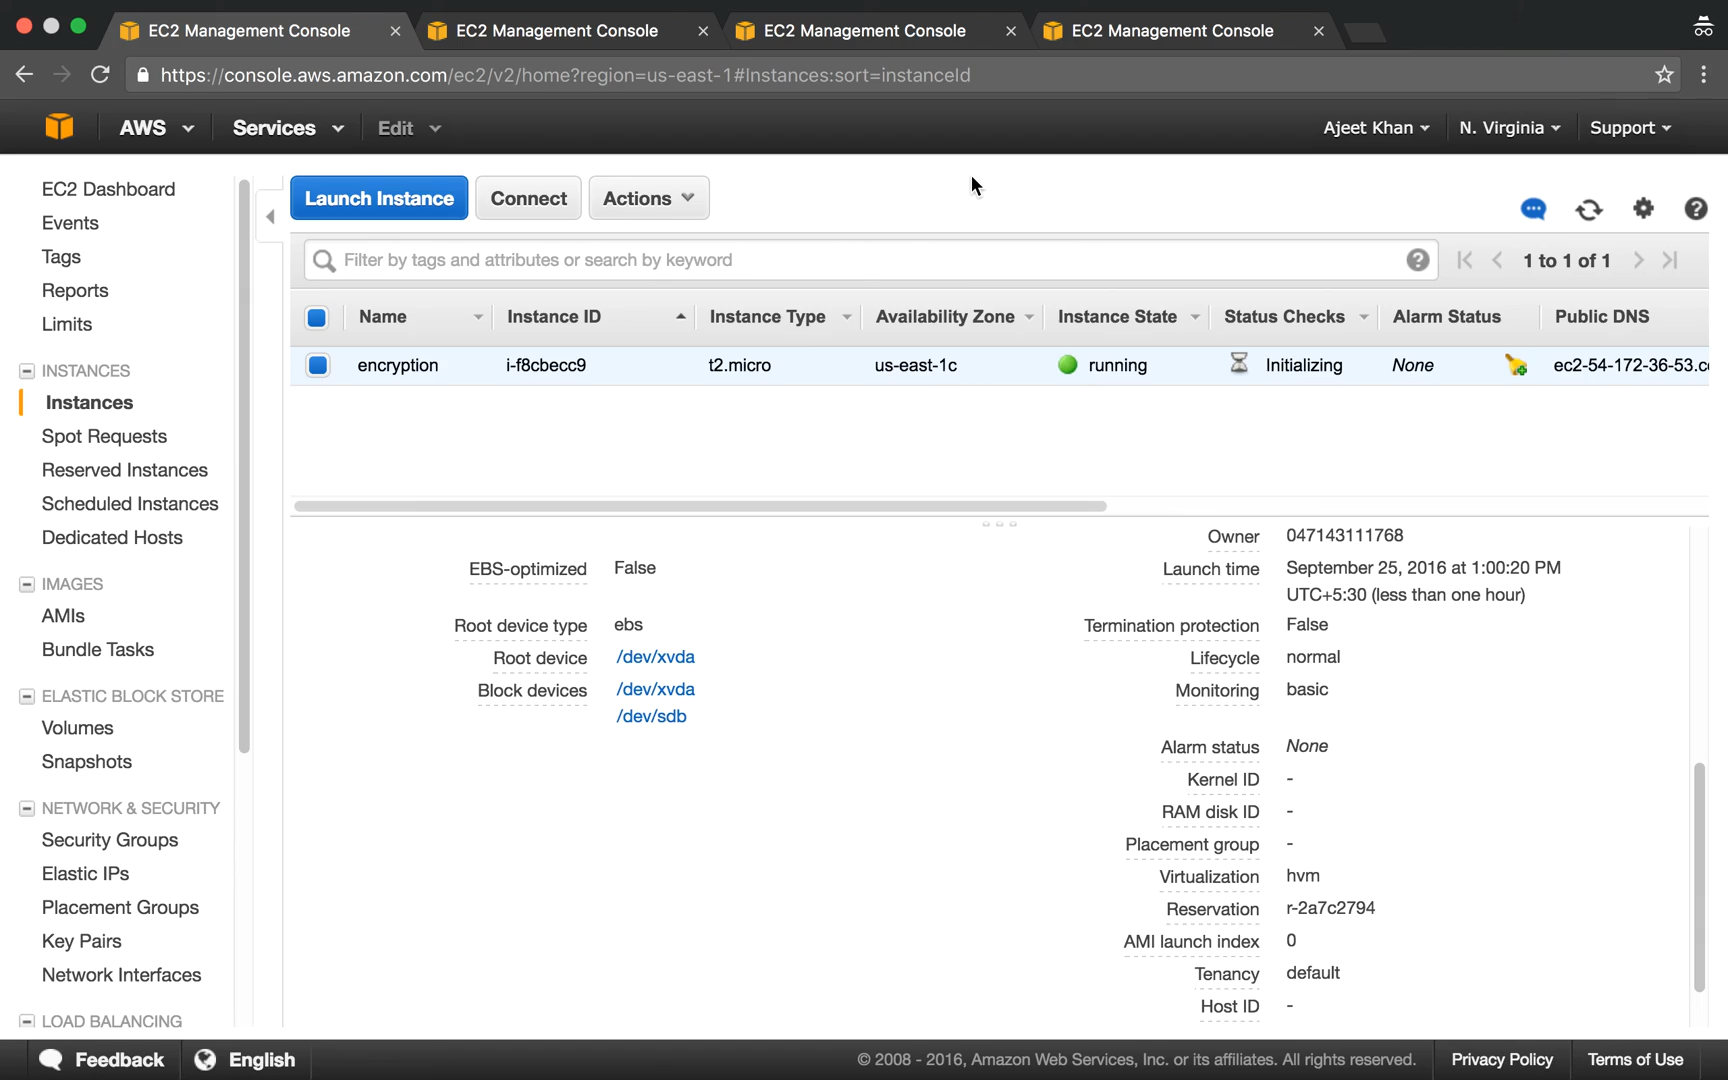 EC2 Management Console
EC2 Management Console
EC2 Management Console
EC2 Management Console
https://console.aws.amazon.com/ec2/v2/home?region=us-east-1#Instances:sort=instanceId
AWS
Services
Edit
Ajeet Khan
N. Virginia
Support
EC2 Dashboard
Events
Tags
Reports
Limits
INSTANCES
Instances
Spot Requests
Reserved Instances
Scheduled Instances
Dedicated Hosts
IMAGES
AMIs
Bundle Tasks
ELASTIC BLOCK STORE
Volumes
Snapshots
NETWORK & SECURITY
Security Groups
Elastic IPs
Placement Groups
Key Pairs
Network Interfaces
LOAD BALANCING
Launch Instance
Connect
Actions
Filter by tags and attributes or search by keyword
1 to 1 of 1
Name Instance ID Instance Type Availability Zone Instance State Status Checks Alarm Status Public DNS
encryption i-f8cbecc9 t2.micro us-east-1c running Initializing None ec2-54-172-36-53.c
EBS-optimized False
Root device type ebs
Root device /dev/xvda
Block devices /dev/xvda
/dev/sdb
Owner 047143111768
Launch time September 25, 2016 at 1:00:20 PM
UTC+5:30 (less than one hour)
Termination protection False
Lifecycle normal
Monitoring basic
Alarm status None
Kernel ID -
RAM disk ID -
Placement group -
Virtualization hvm
Reservation r-2a7c2794
AMI launch index 0
Tenancy default
Host ID -
Feedback
English
© 2008 - 2016, Amazon Web Services, Inc. or its affiliates. All rights reserved.
Privacy Policy
Terms of Use